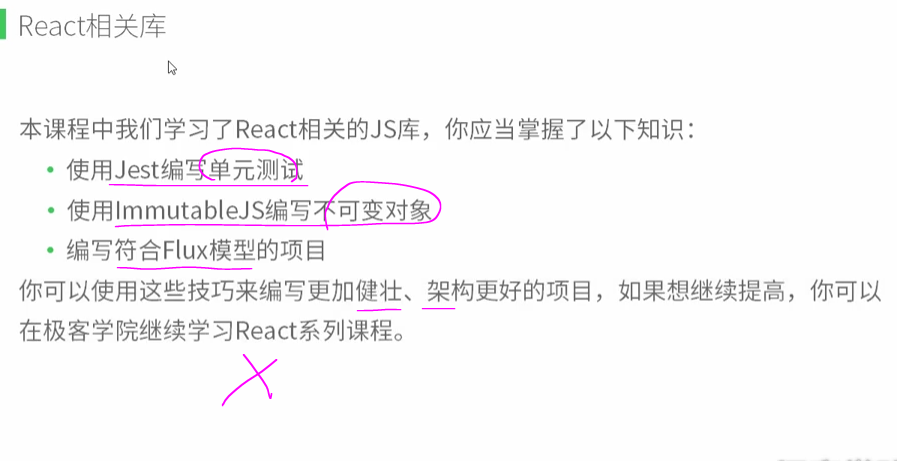 React相关库
本课程中我们学习了React相关的JS库，你应当掌握了以下知识：
• 使用Jest编写单元测试
• 使用ImmutableJS编写不可变对象
• 编写符合Flux模型的项目
你可以使用这些技巧来编写更加健壮、架构更好的项目，如果想继续提高，你可以
在极客学院继续学习React系列课程。